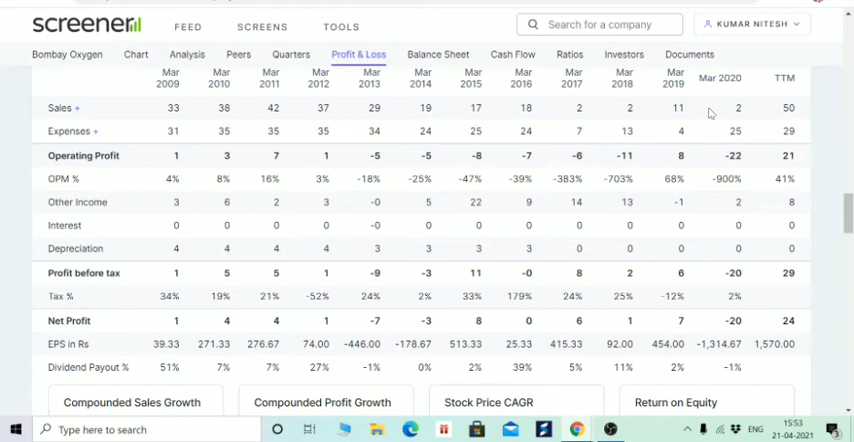 screener FEED SCREENS TOOLS Search for a company KUMAR NITESH
Bombay Oxygen Chart Analysis Peers Quarters Profit & Loss Balance Sheet Cash Flow Ratios Investors Documents
Mar 2009 Mar 2010 Mar 2011 Mar 2012 Mar 2013 Mar 2014 Mar 2015 Mar 2016 Mar 2017 Mar 2018 Mar 2019 Mar 2020 TTM
Sales + 33 38 42 37 29 19 17 18 2 2 11 2 50
Expenses + 31 35 35 35 34 24 25 24 7 13 4 25 29
Operating Profit 1 3 7 1 -5 -5 -8 -7 -6 -11 8 -22 21
OPM % 4% 8% 16% 3% -18% -25% -47% -39% -383% -703% 68% -900% 41%
Other Income 3 6 2 3 -0 5 22 9 14 13 -1 2 8
Interest 0 0 0 0 -0 0 0 0 0 0 0 0 0
Depreciation 4 4 4 4 3 3 3 3 0 0 0 0 0
Profit before tax 1 5 5 1 -9 -3 11 -0 8 2 6 -20 29
Tax % 34% 19% 21% -52% 24% 2% 33% 179% 24% 25% -12% 2%
Net Profit 1 4 4 1 -7 -3 8 0 6 1 7 -20 24
EPS in Rs 39.33 271.33 276.67 74.00 -446.00 -178.67 513.33 25.33 415.33 92.00 454.00 -1,314.67 1,570.00
Dividend Payout % 51% 7% 7% 27% -1% 0% 2% 39% 5% 11% 2% -1%
Compounded Sales Growth Compounded Profit Growth Stock Price CAGR Return on Equity
Type here to search ENG 15:53
21-04-2021 3